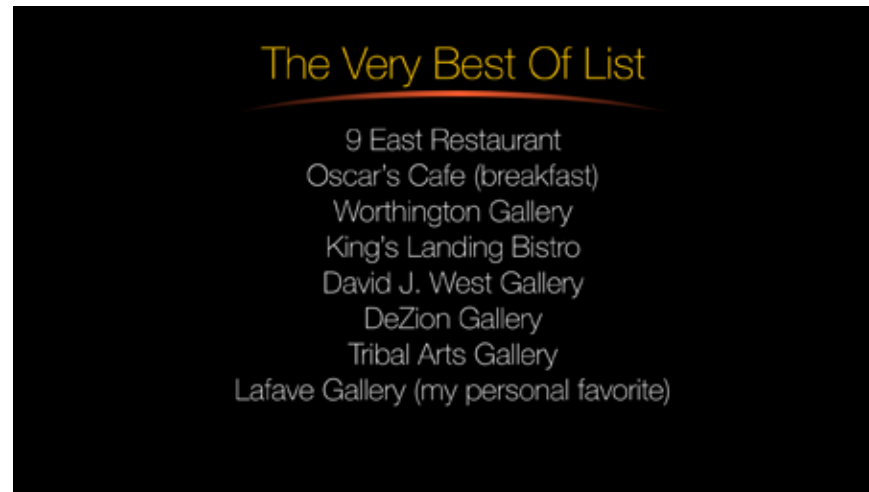 The Very Best Of List
9 East Restaurant
Oscar's Cafe (breakfast)
Worthington Gallery
King's Landing Bistro
David J. West Gallery
DeZion Gallery
Tribal Arts Gallery
Lafave Gallery (my personal favorite)